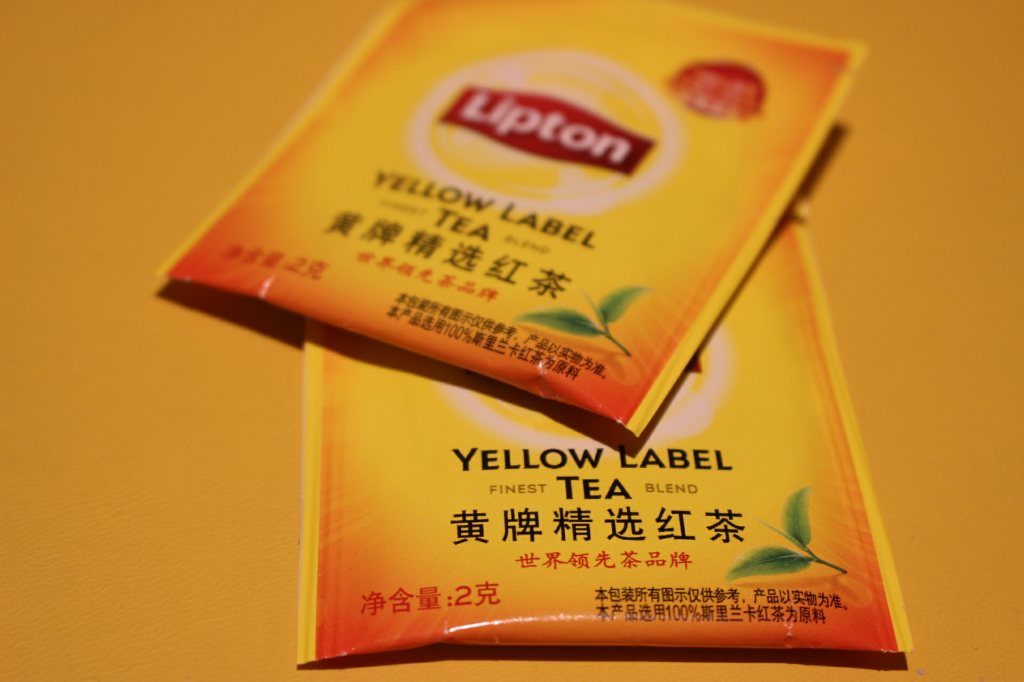 Lipton
YELLOW LABEL
FINEST TEA BLEND
黄牌精选红茶
世界领先茶品牌
净含量:2克
本包装所有图示仅供参考，产品以实物为准。
本产品选用100%斯里兰卡红茶为原料
YELLOW LABEL
FINEST TEA BLEND
黄牌精选红茶
世界领先茶品牌
净含量:2克
本包装所有图示仅供参考，产品以实物为准。
本产品选用100%斯里兰卡红茶为原料